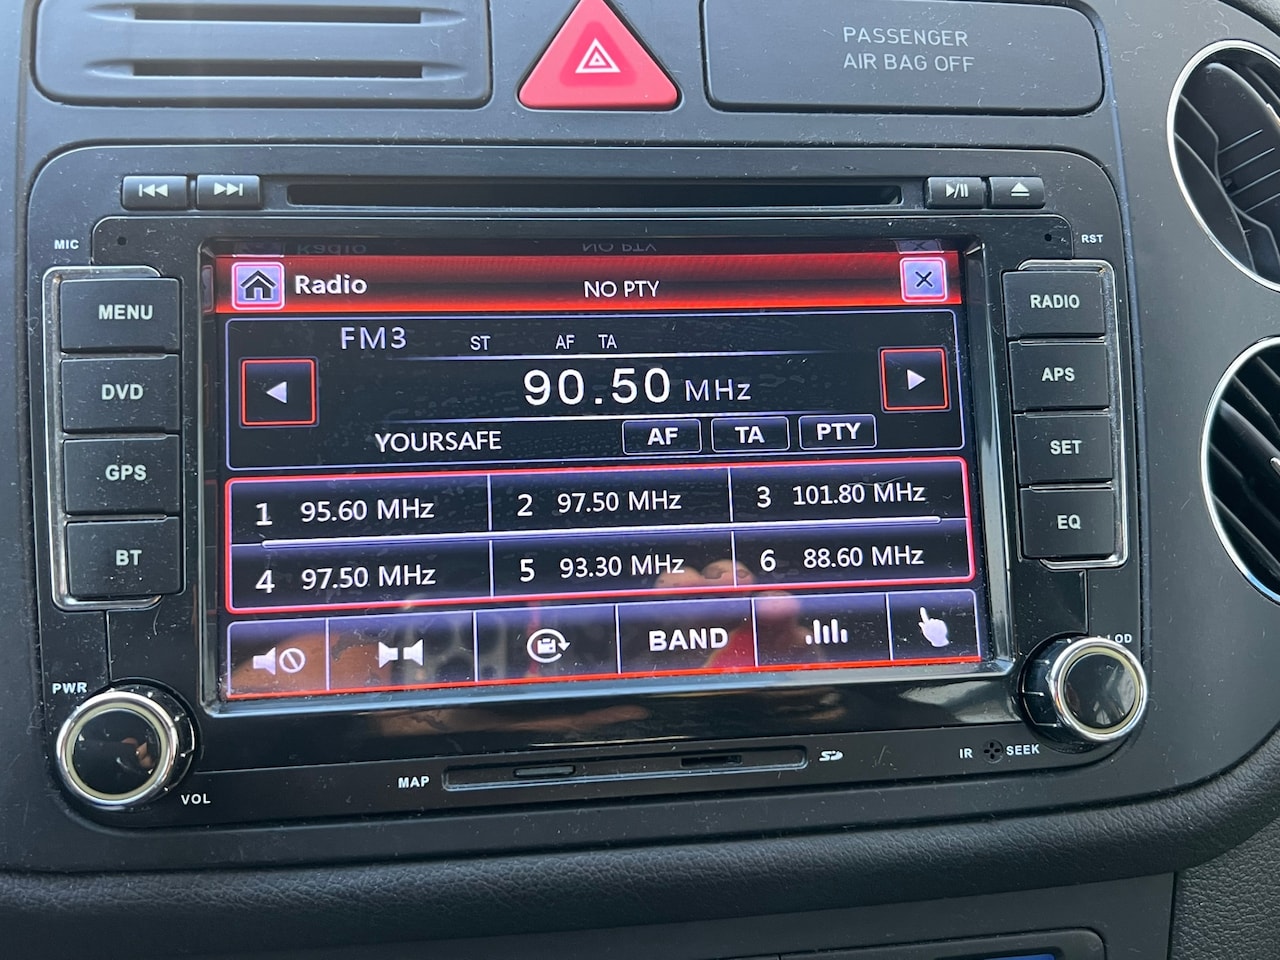 PASSENGER
AIR BAG OFF
MIC
RST
MENU
DVD
GPS
BT
Radio
NO PTY
FM3 ST AF TA
90.50 MHz
YOURSAFE AF TA PTY
1 95.60 MHz 2 97.50 MHz 3 101.80 MHz
4 97.50 MHz 5 93.30 MHz 6 88.60 MHz
BAND
RADIO
APS
SET
EQ
PWR
VOL
MAP
SD
IR SEEK